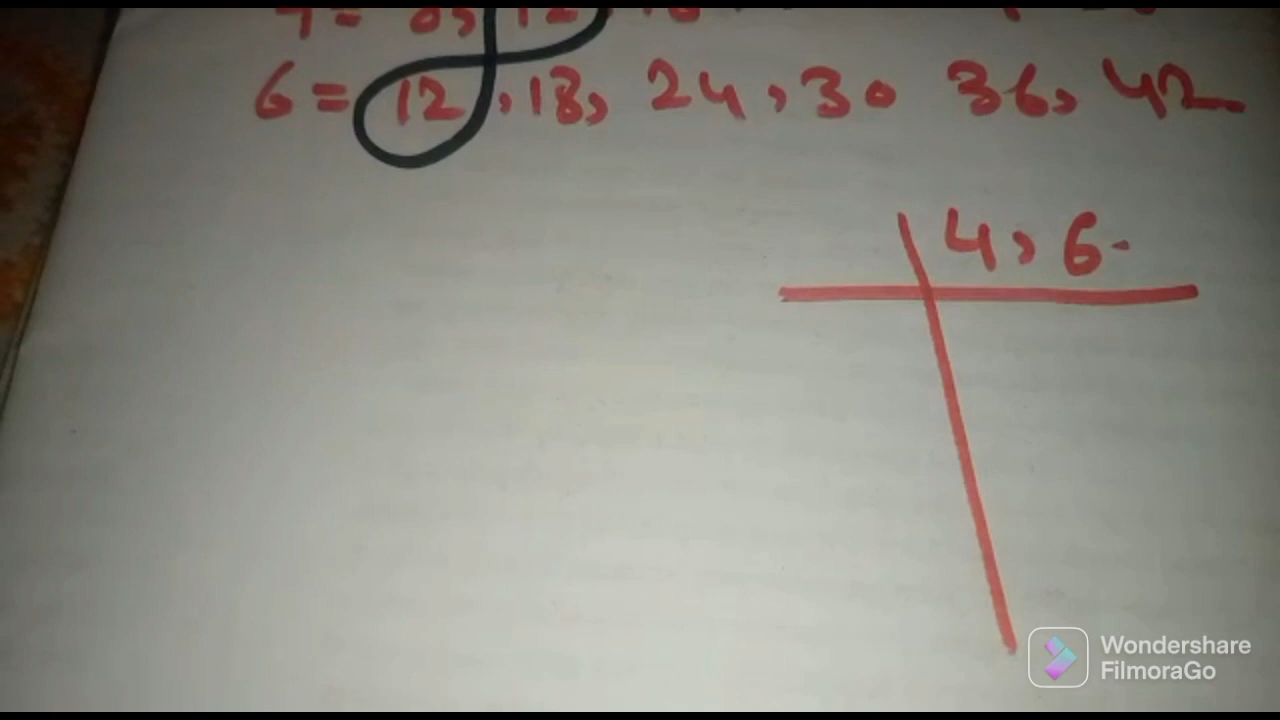 6 = 12, 18, 24, 30 36, 42
4, 6
Wondershare
FilmoraGo